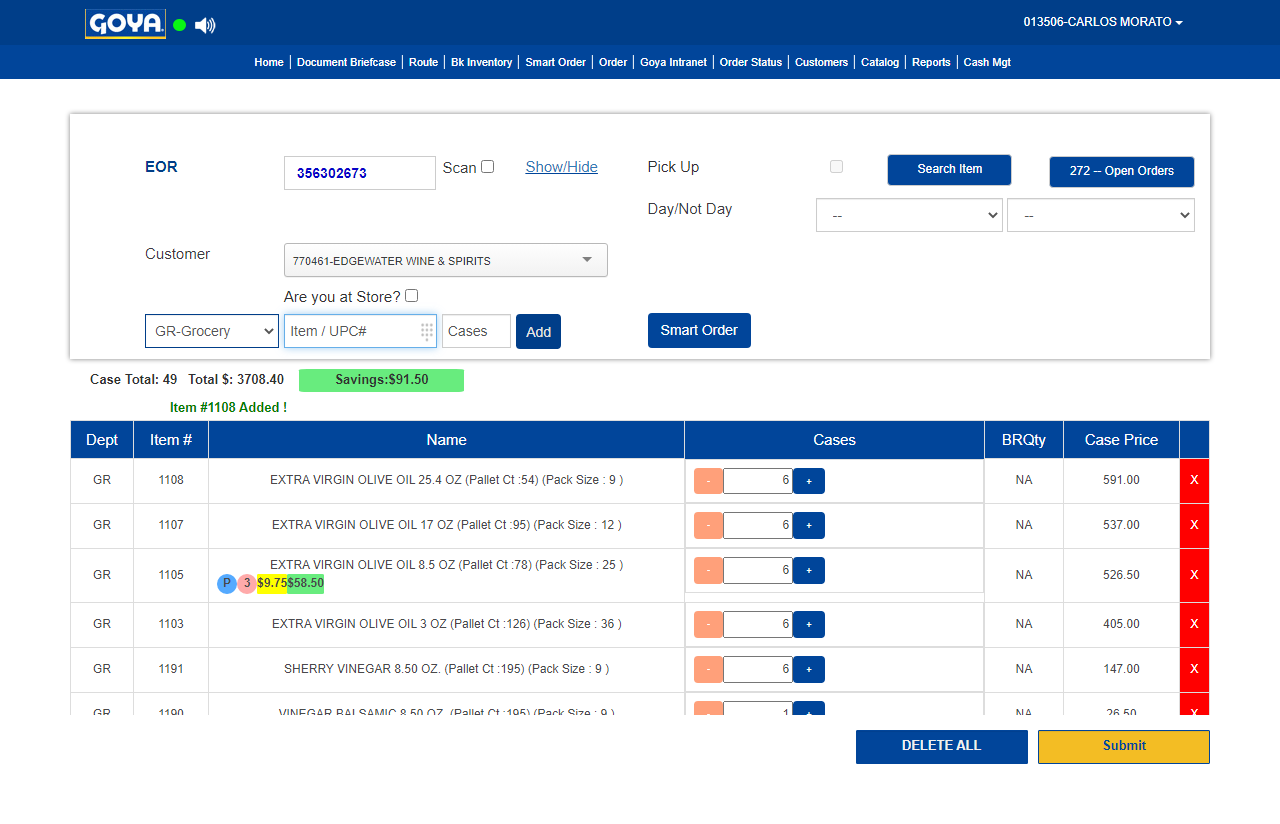 GOYA
013506-CARLOS MORATO
Home | Document Briefcase | Route | Bk Inventory | Smart Order | Order | Goya Intranet | Order Status | Customers | Catalog | Reports | Cash Mgt
EOR 356302673 Scan Show/Hide Pick Up Search Item 272 -- Open Orders
Day/Not Day -- --
Customer 770461-EDGEWATER WINE & SPIRITS
Are you at Store?
GR-Grocery Item / UPC# Cases Add Smart Order
Case Total: 49 Total $: 3708.40 Savings:$91.50
Item #1108 Added !
Dept Item # Name Cases BRQty Case Price
GR 1108 EXTRA VIRGIN OLIVE OIL 25.4 OZ (Pallet Ct :54) (Pack Size : 9 ) - 6 + NA 591.00 X
GR 1107 EXTRA VIRGIN OLIVE OIL 17 OZ (Pallet Ct :95) (Pack Size : 12 ) - 6 + NA 537.00 X
GR 1105 EXTRA VIRGIN OLIVE OIL 8.5 OZ (Pallet Ct :78) (Pack Size : 25 ) - 6 + NA 526.50 X
P 3 $9.75 $58.50
GR 1103 EXTRA VIRGIN OLIVE OIL 3 OZ (Pallet Ct :126) (Pack Size : 36 ) - 6 + NA 405.00 X
GR 1191 SHERRY VINEGAR 8.50 OZ. (Pallet Ct :195) (Pack Size : 9 ) - 6 + NA 147.00 X
GR 1190 VINEGAR BALSAMIC 8.50 OZ. (Pallet Ct :195) (Pack Size : 9 ) - 1 + NA 26.50 X
DELETE ALL Submit